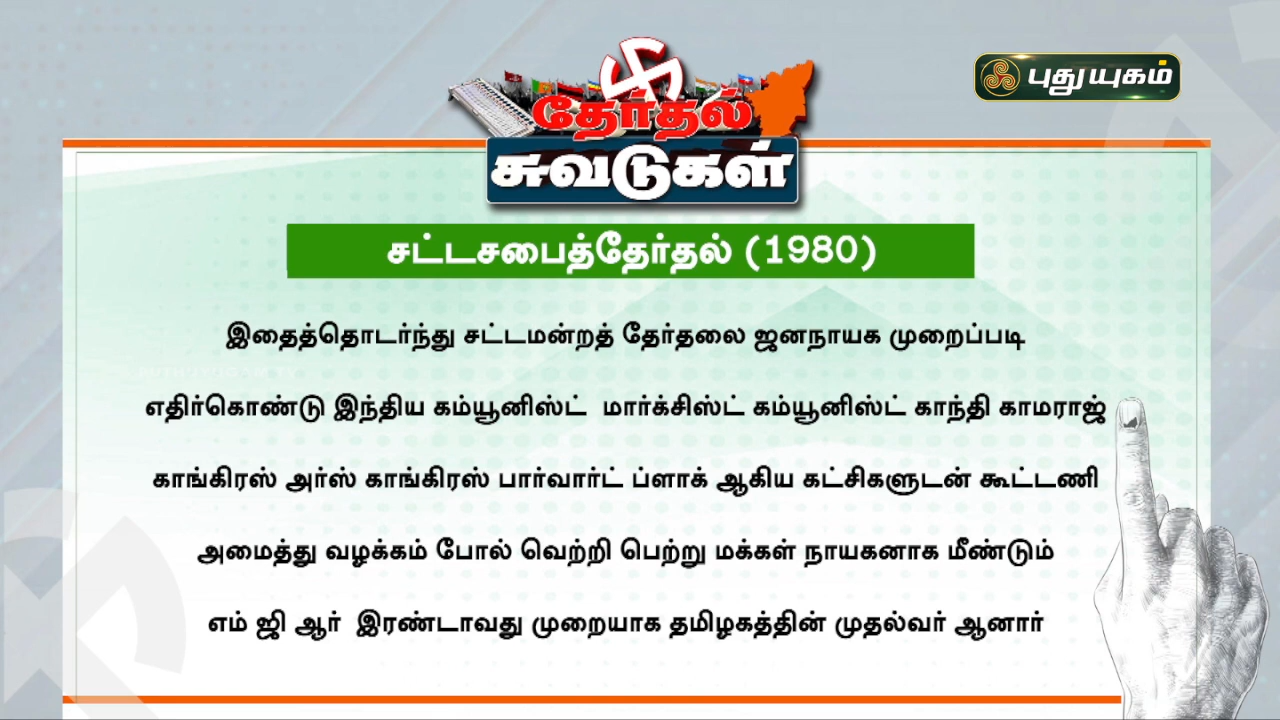 புதுயுகம்
தேர்தல்
சுவடுகள்
சட்டசபைத்தேர்தல் (1980)
இதைத்தொடர்ந்து சட்டமன்றத் தேர்தலை ஜனநாயக முறைப்படி
எதிர்கொண்டு இந்திய கம்யூனிஸ்ட் மார்க்சிஸ்ட் கம்யூனிஸ்ட் காந்தி காமராஜ்
காங்கிரஸ் அர்ஸ் காங்கிரஸ் பார்வார்ட் ப்ளாக் ஆகிய கட்சிகளுடன் கூட்டணி
அமைத்து வழக்கம் போல் வெற்றி பெற்று மக்கள் நாயகனாக மீண்டும்
எம் ஜி ஆர் இரண்டாவது முறையாக தமிழகத்தின் முதல்வர் ஆனார்